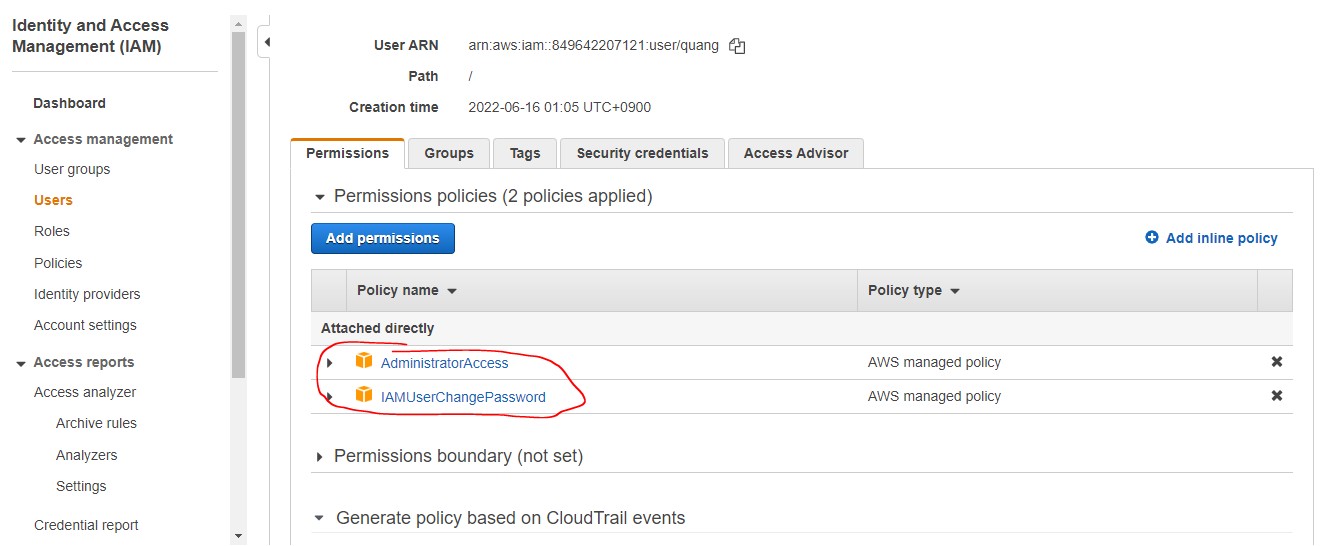 Identity and Access
Management (IAM)
Dashboard
Access management
User groups
Users
Roles
Policies
Identity providers
Account settings
Access reports
Access analyzer
Archive rules
Analyzers
Settings
Credential report
User ARN arn:aws:iam::849642207121:user/quang
Path /
Creation time 2022-06-16 01:05 UTC+0900
Permissions Groups Tags Security credentials Access Advisor
Permissions policies (2 policies applied)
Add permissions Add inline policy
Policy name Policy type
Attached directly
AdministratorAccess AWS managed policy
IAMUserChangePassword AWS managed policy
Permissions boundary (not set)
Generate policy based on CloudTrail events